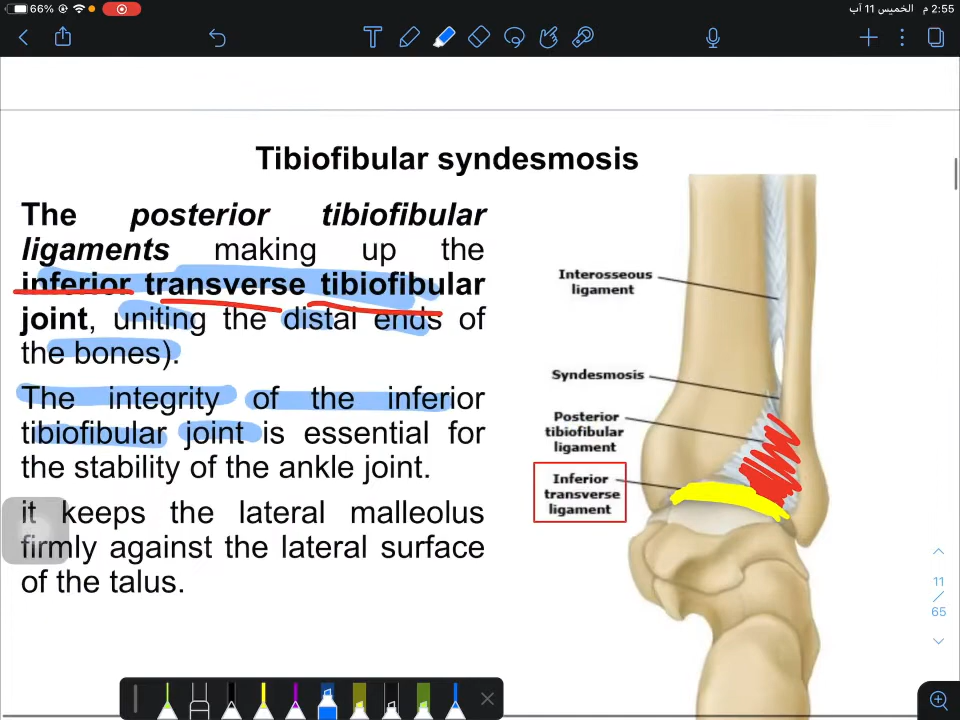 66%
2:55 م الخميس 11 آب
T
Tibiofibular syndesmosis
The posterior tibiofibular
ligaments making up the
inferior transverse tibiofibular
joint, uniting the distal ends of
the bones).
The integrity of the inferior
tibiofibular joint is essential for
the stability of the ankle joint.
it keeps the lateral malleolus
firmly against the lateral surface
of the talus.
Interosseous
ligament
Syndesmosis
Posterior
tibiofibular
ligament
Inferior
transverse
ligament
11
/
65